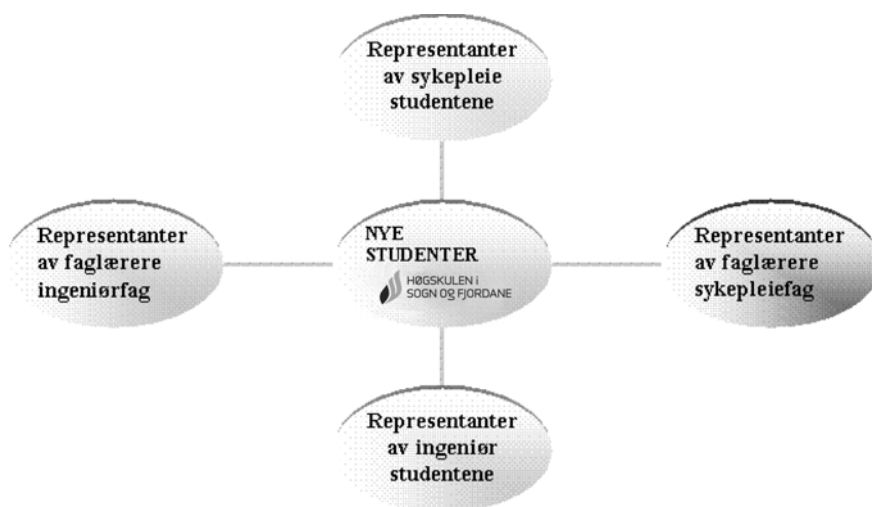 Representanter
av sykepleie
studentene
Representanter
av faglærere
ingeniørfag
NYE
STUDENTER
HØGSKULEN i
SOGN OG FJORDANE
Representanter
av faglærere
sykepleiefag
Representanter
av ingeniør
studentene